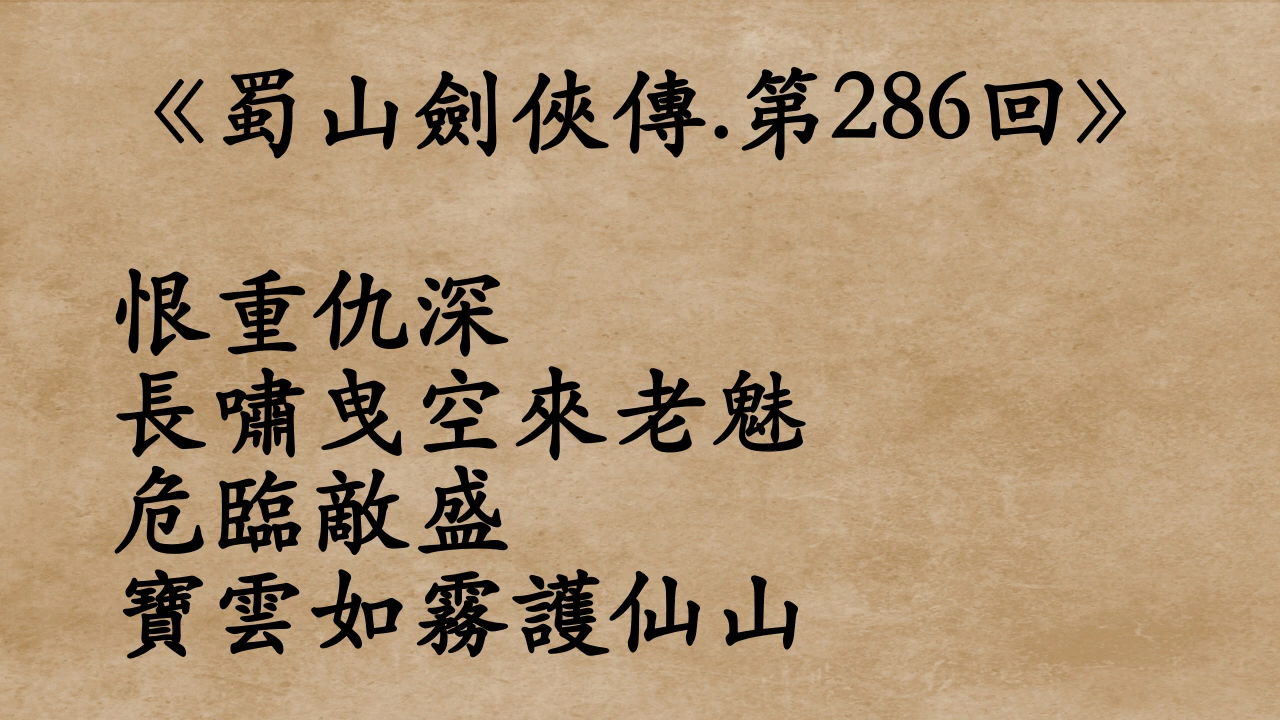 《蜀山劍俠傳.第286回》
恨重仇深
長嘯曳空來老魅
危臨敵盛
寶雲如霧護仙山